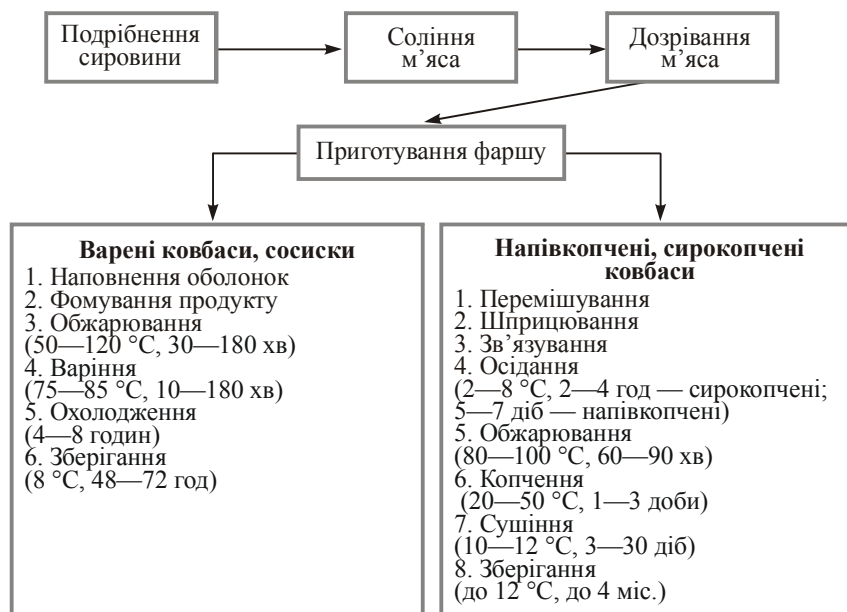 Подрібнення
сировини
Соління
м’яса
Дозрівання
м’яса
Приготування фаршу
Варені ковбаси, сосиски
1. Наповнення оболонок
2. Фомування продукту
3. Обжарювання
(50—120 °С, 30—180 хв)
4. Варіння
(75—85 °С, 10—180 хв)
5. Охолодження
(4—8 годин)
6. Зберігання
(8 °С, 48—72 год)
Напівкопчені, сирокопчені
ковбаси
1. Перемішування
2. Шприцювання
3. Зв’язування
4. Осідання
(2—8 °С, 2—4 год — сирокопчені;
5—7 діб — напівкопчені)
5. Обжарювання
(80—100 °С, 60—90 хв)
6. Копчення
(20—50 °С, 1—3 доби)
7. Сушіння
(10—12 °С, 3—30 діб)
8. Зберігання
(до 12 °С, до 4 міс.)